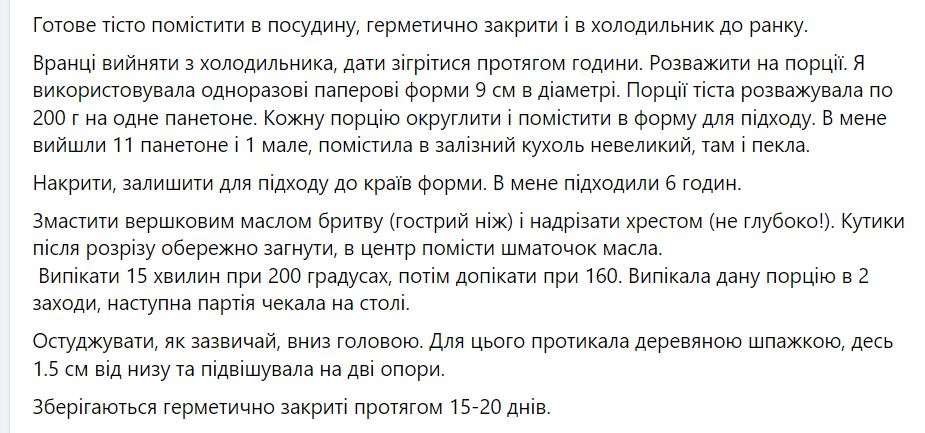 Готове тісто помістити в посудину, герметично закрити і в холодильник до ранку.
Вранці вийняти з холодильника, дати зігрітися протягом години. Розважити на порції. Я
використовувала одноразові паперові форми 9 см в діаметрі. Порції тіста розважувала по
200 г на одне панетоне. Кожну порцію округлити і помістити в форму для підходу. В мене
вийшли 11 панетоне і 1 мале, помістила в залізний кухоль невеликий, там і пекла.
Накрити, залишити для підходу до країв форми. В мене підходили 6 годин.
Змастити вершковим маслом бритву (гострий ніж) і надрізати хрестом (не глубоко!). Кутики
після розрізу обережно загнути, в центр помісти шматочок масла.
Випікати 15 хвилин при 200 градусах, потім допікати при 160. Випікала дану порцію в 2
заходи, наступна партія чекала на столі.
Остуджувати, як зазвичай, вниз головою. Для цього протикала деревяною шпажкою, десь
1.5 см від низу та підвішувала на дві опори.
Зберігаються герметично закриті протягом 15-20 днів.